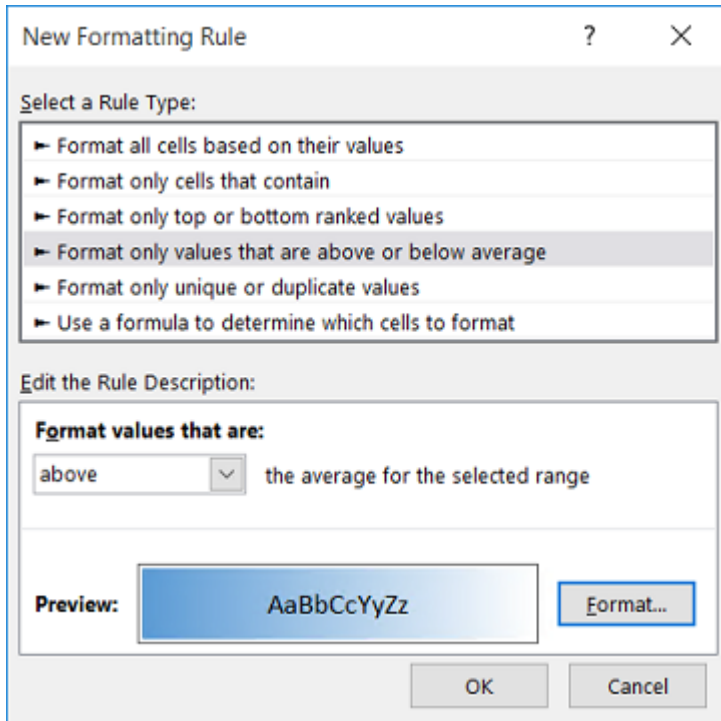 New Formatting Rule ?
Select a Rule Type:
► Format all cells based on their values
► Format only cells that contain
► Format only top or bottom ranked values
► Format only values that are above or below average
► Format only unique or duplicate values
► Use a formula to determine which cells to format
Edit the Rule Description:
Format values that are:
above the average for the selected range
Preview: AaBbCcYyZz Format...
OK Cancel